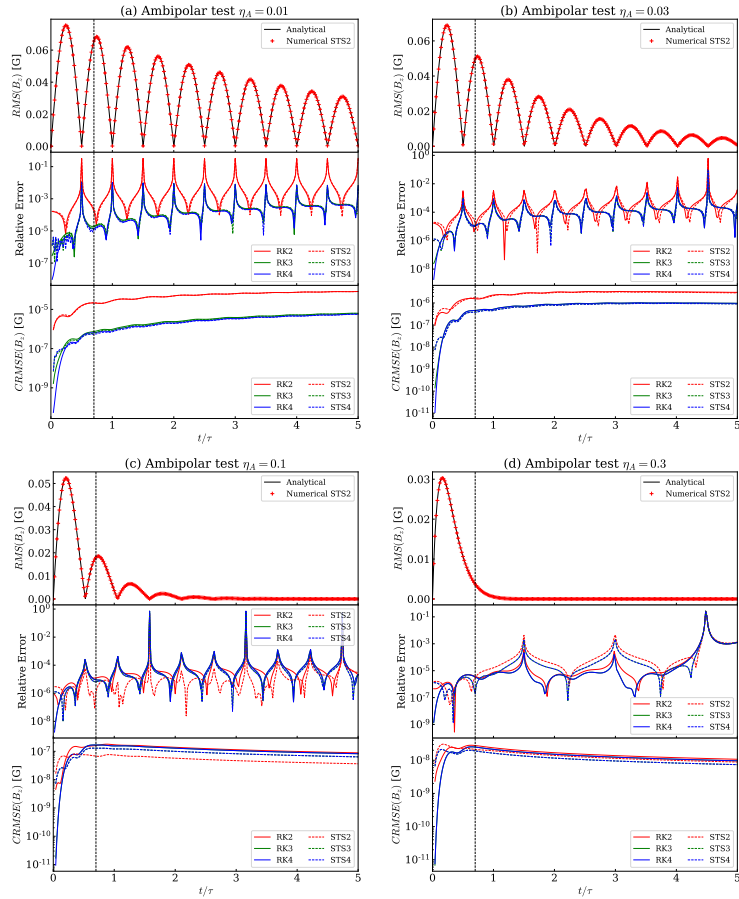 (a) Ambipolar test η_A = 0.01
RMS(B_z) [G]
0.06
0.04
0.02
0.00
Analytical
Numerical STS2
Relative Error
10^-1
10^-3
10^-5
10^-7
RK2 STS2
RK3 STS3
RK4 STS4
CRMSE(B_z) [G]
10^-5
10^-7
10^-9
RK2 STS2
RK3 STS3
RK4 STS4
0 1 2 3 4 5
t/τ
(b) Ambipolar test η_A = 0.03
RMS(B_z) [G]
0.06
0.04
0.02
0.00
Analytical
Numerical STS2
Relative Error
10^0
10^-2
10^-4
10^-6
10^-8
RK2 STS2
RK3 STS3
RK4 STS4
CRMSE(B_z) [G]
10^-6
10^-7
10^-8
10^-9
10^-10
10^-11
RK2 STS2
RK3 STS3
RK4 STS4
0 1 2 3 4 5
t/τ
(c) Ambipolar test η_A = 0.1
RMS(B_z) [G]
0.05
0.04
0.03
0.02
0.01
0.00
Analytical
Numerical STS2
Relative Error
10^0
10^-2
10^-4
10^-6
10^-8
RK2 STS2
RK3 STS3
RK4 STS4
CRMSE(B_z) [G]
10^-7
10^-8
10^-9
10^-10
10^-11
RK2 STS2
RK3 STS3
RK4 STS4
0 1 2 3 4 5
t/τ
(d) Ambipolar test η_A = 0.3
RMS(B_z) [G]
0.03
0.02
0.01
0.00
Analytical
Numerical STS2
Relative Error
10^-1
10^-3
10^-5
10^-7
10^-9
RK2 STS2
RK3 STS3
RK4 STS4
CRMSE(B_z) [G]
10^-7
10^-8
10^-9
10^-10
10^-11
RK2 STS2
RK3 STS3
RK4 STS4
0 1 2 3 4 5
t/τ